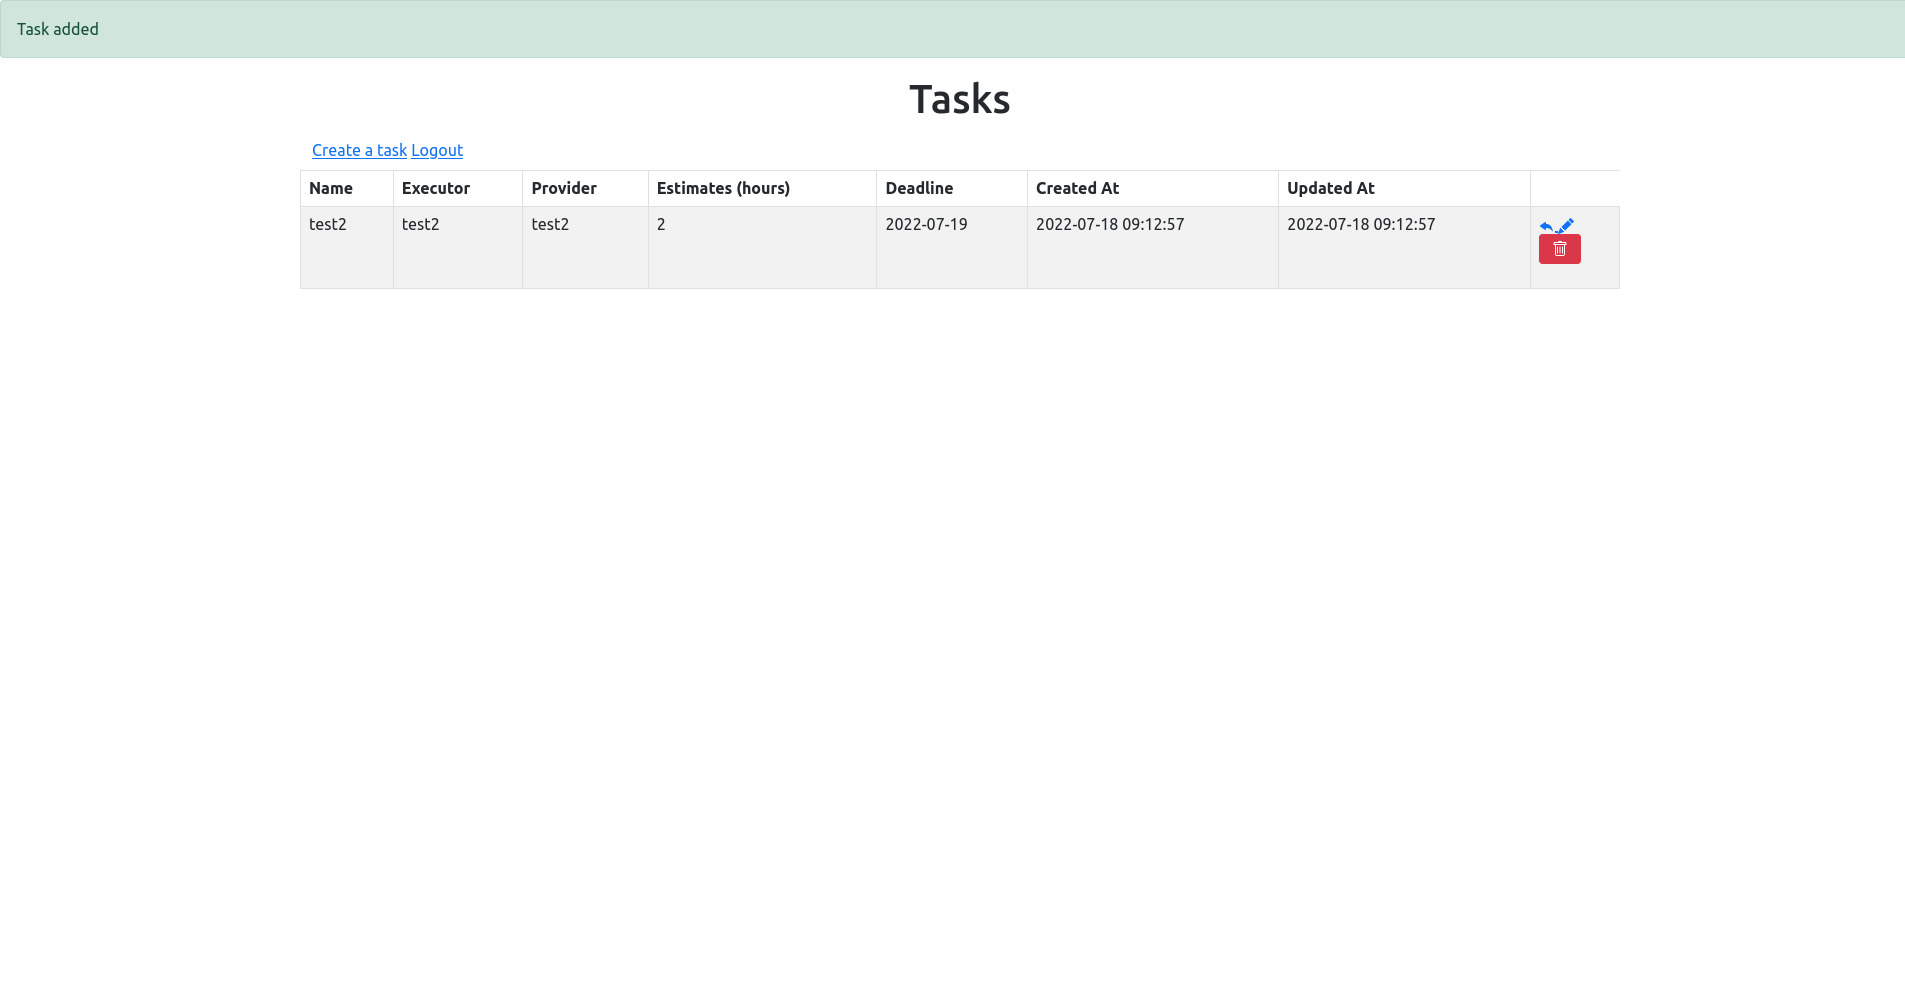 Task added
Tasks
Create a task Logout
Name Executor Provider Estimates (hours) Deadline Created At Updated At
test2 test2 test2 2 2022-07-19 2022-07-18 09:12:57 2022-07-18 09:12:57